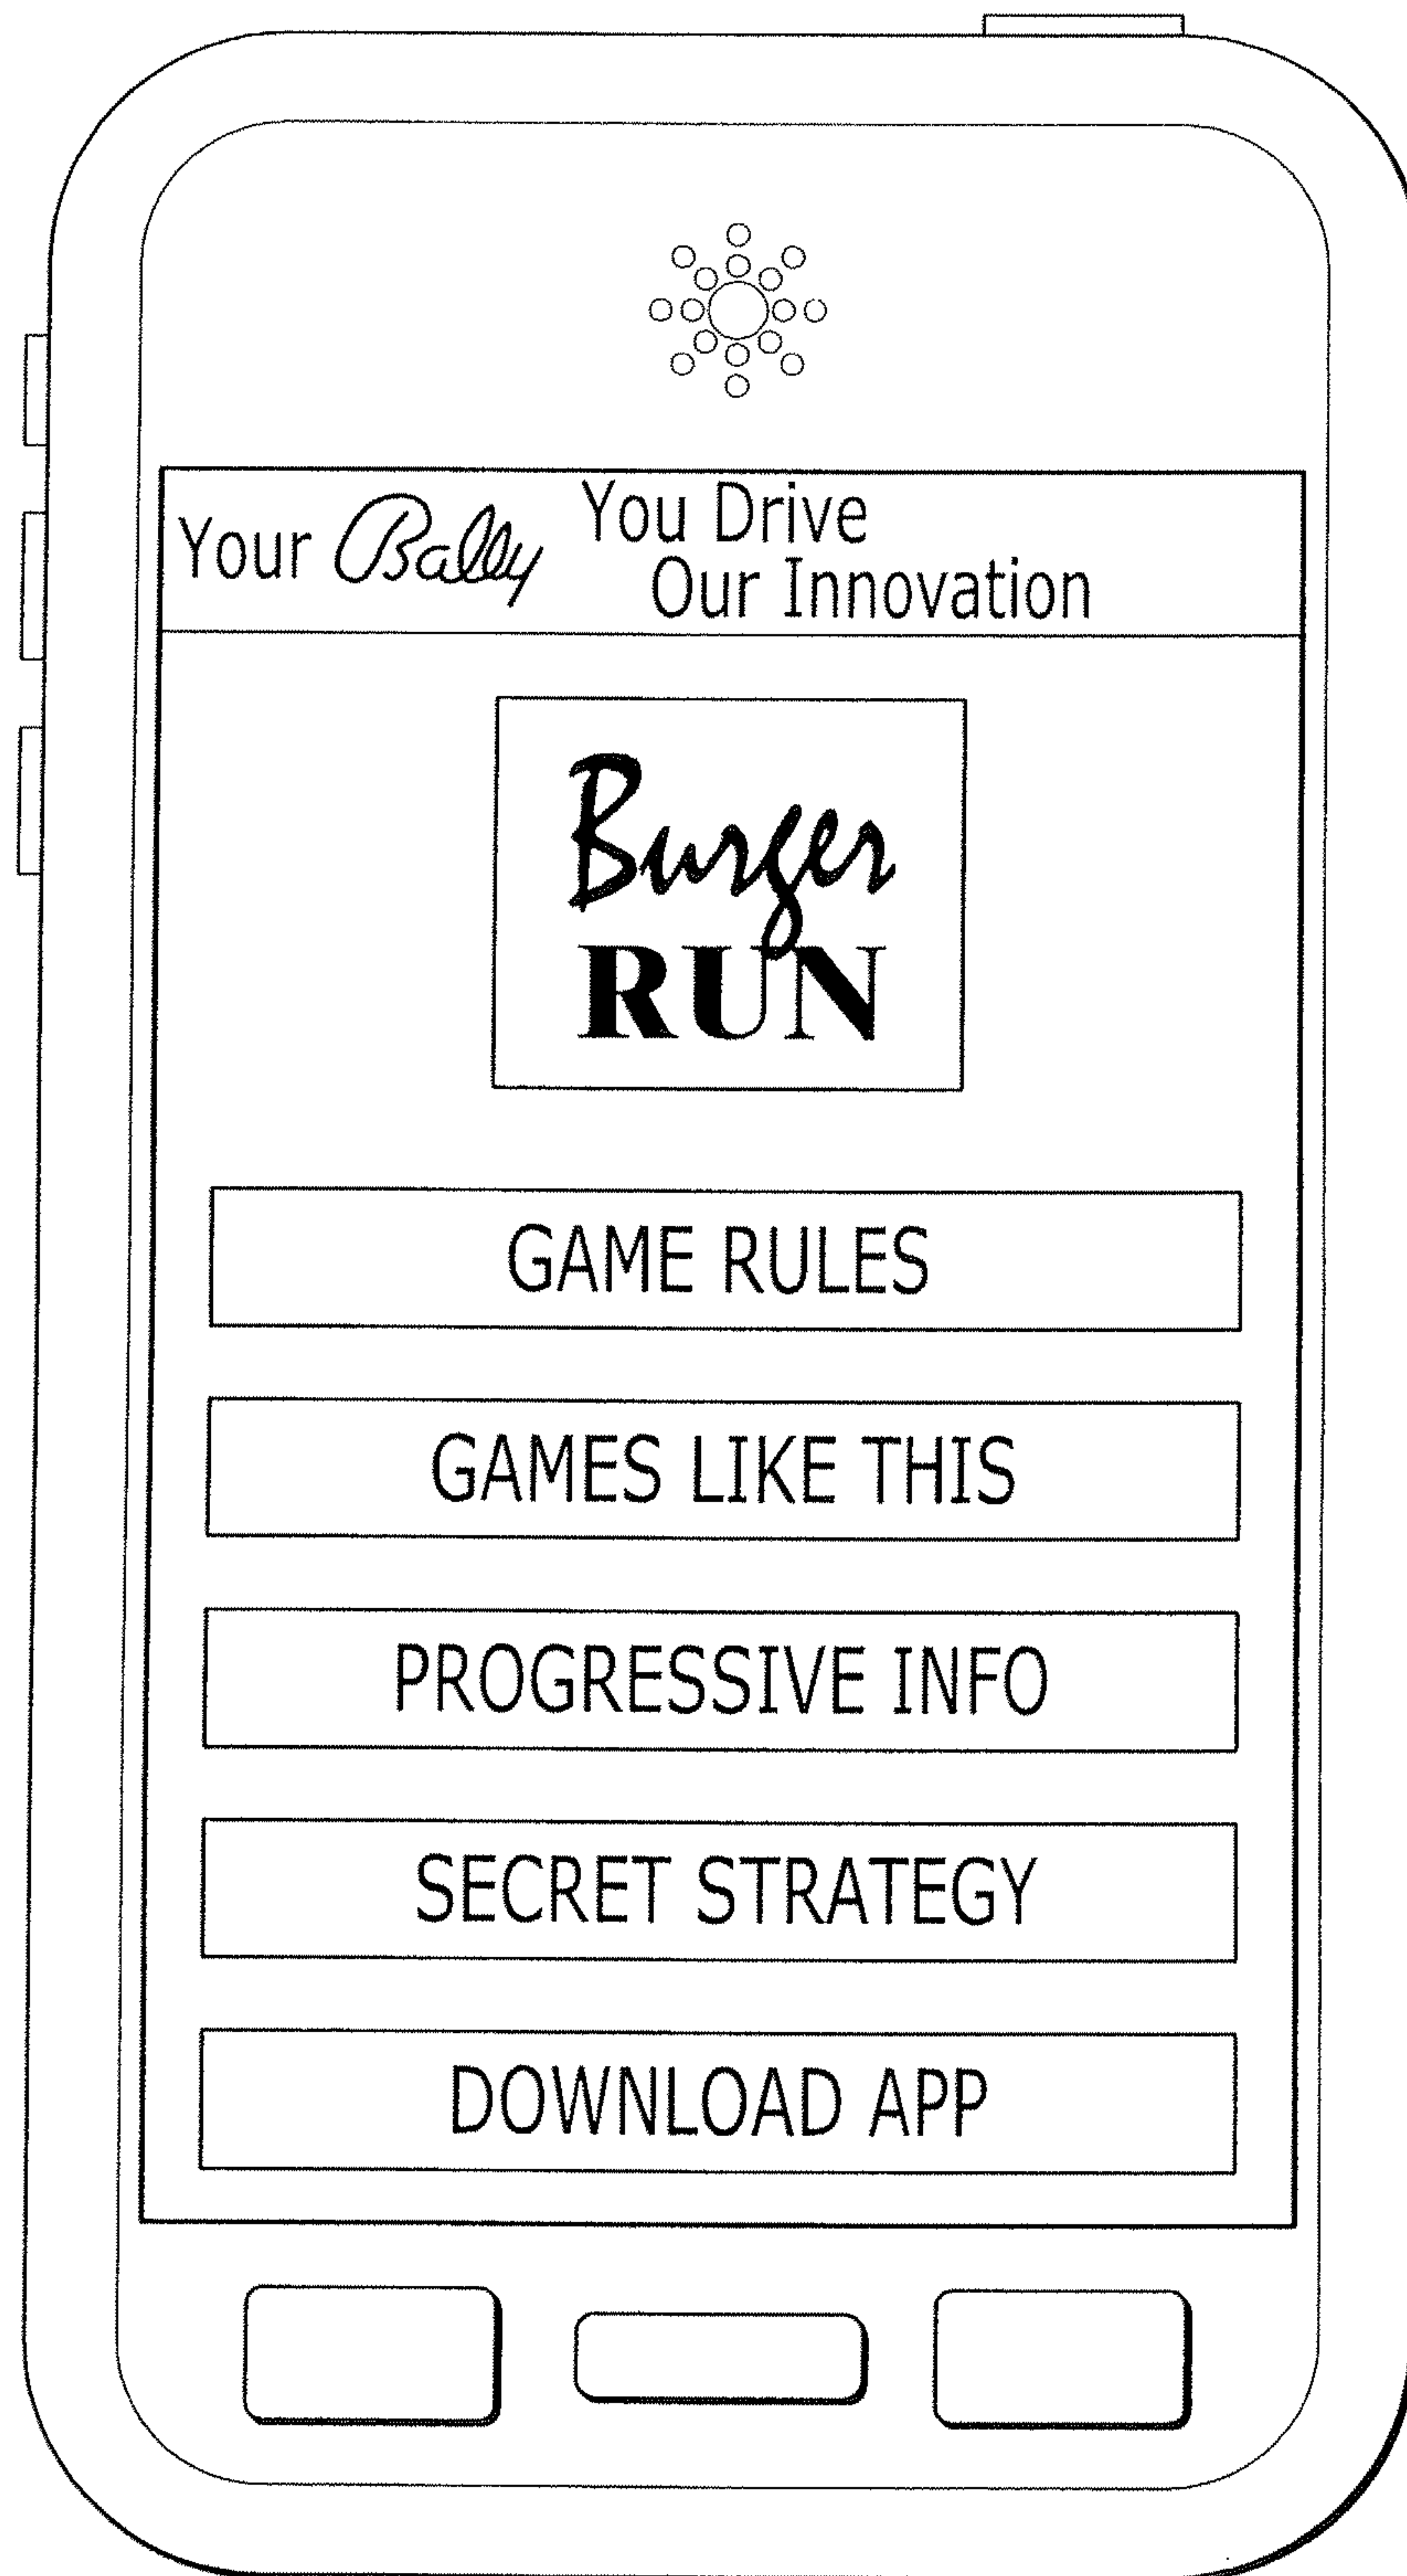 Your Bally You Drive
Our Innovation
Burger
RUN
GAME RULES
GAMES LIKE THIS
PROGRESSIVE INFO
SECRET STRATEGY
DOWNLOAD APP